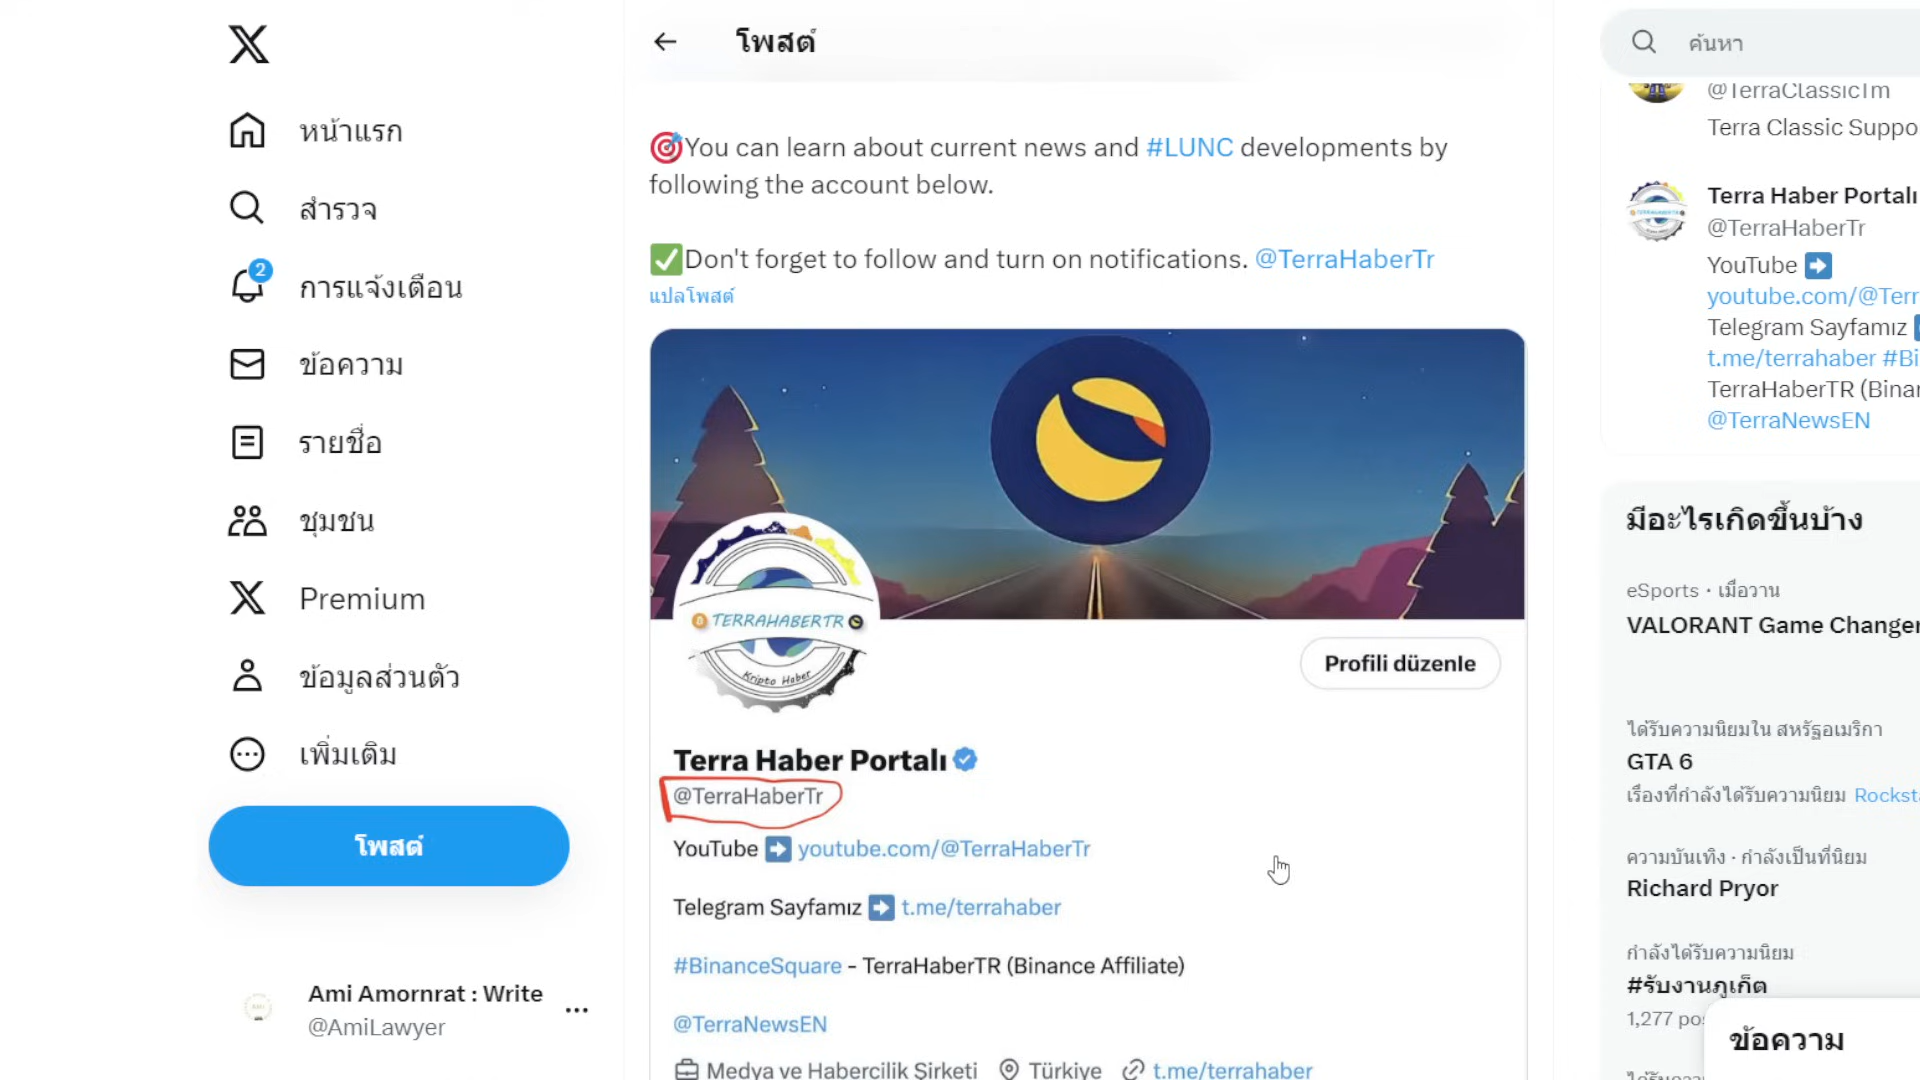 หน้าแรก
สำรวจ
2
การแจ้งเตือน
ข้อความ
รายชื่อ
ชุมชน
Premium
ข้อมูลส่วนตัว
เพิ่มเติม
โพสต์
Ami Amornrat : Write
@AmiLawyer
โพสต์
You can learn about current news and #LUNC developments by
following the account below.
Don't forget to follow and turn on notifications. @TerraHaberTr
แปลโพสต์
TERRAHABERTR
Kripto Haber
Profili düzenle
Terra Haber Portalı
@TerraHaberTr
YouTube ➡ youtube.com/@TerraHaberTr
Telegram Sayfamız ➡ t.me/terrahaber
#BinanceSquare - TerraHaberTR (Binance Affiliate)
@TerraNewsEN
Medya ve Habercilik Şirketi Türkiye t.me/terrahaber
ค้นหา
@TerraClassicTm
Terra Classic Suppo
Terra Haber Portalı
@TerraHaberTr
YouTube ➡
youtube.com/@Terr
Telegram Sayfamız
t.me/terrahaber #Bi
TerraHaberTR (Binan
@TerraNewsEN
มีอะไรเกิดขึ้นบ้าง
eSports · เมื่อวาน
VALORANT Game Changer
ได้รับความนิยมใน สหรัฐอเมริกา
GTA 6
เรื่องที่กำลังได้รับความนิยม Rocksta
ความบันเทิง · กำลังเป็นที่นิยม
Richard Pryor
กำลังได้รับความนิยม
#รับงานภูเก็ต
1,277 po
ข้อความ